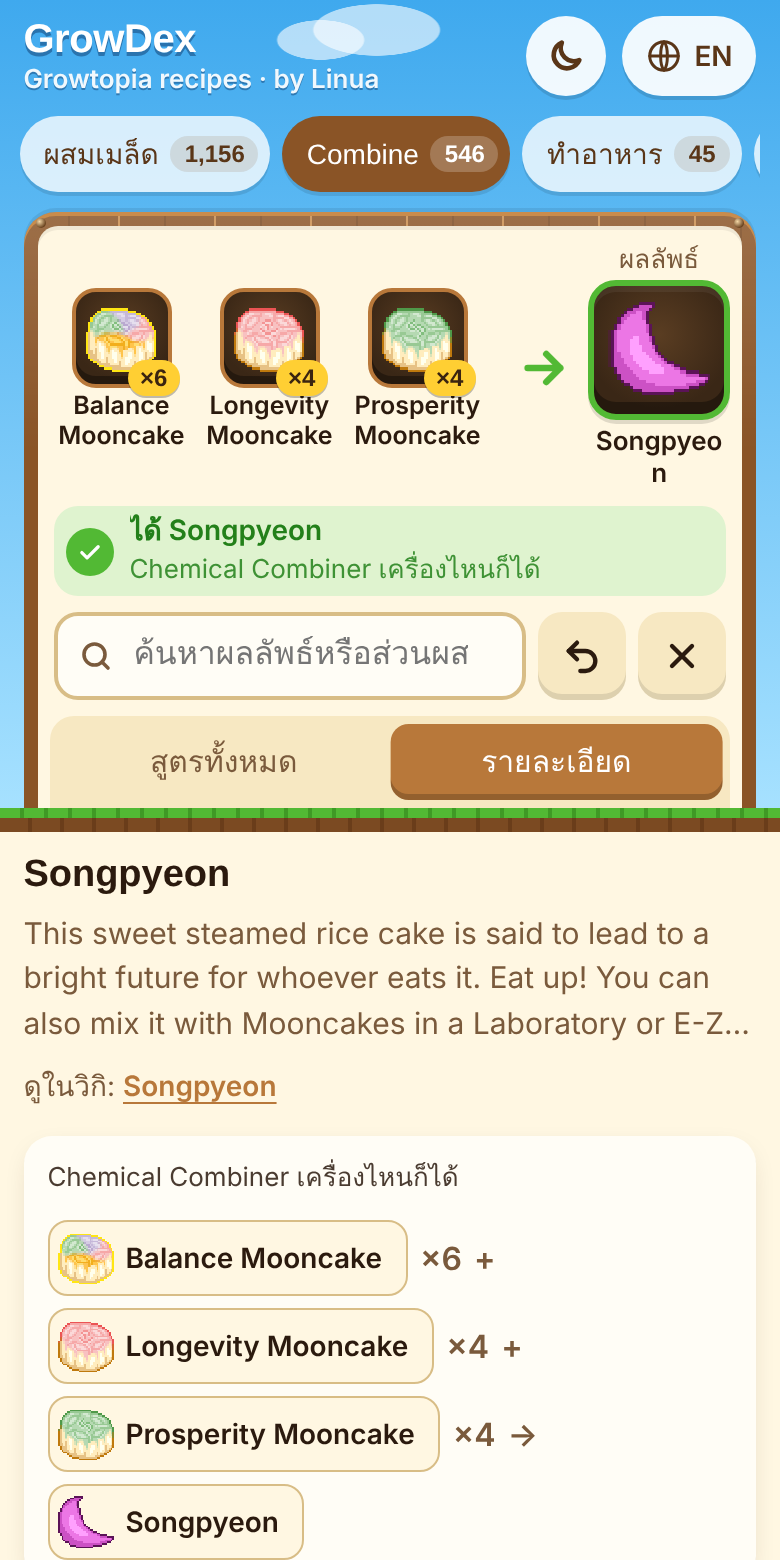 GrowDex
Growtopia recipes · by Linua
EN
ผสมเมล็ด 1,156
Combine 546
ทำอาหาร 45
ผลลัพธ์
×6
×4
×4
Balance Mooncake
Longevity Mooncake
Prosperity Mooncake
Songpyeo
n
ได้ Songpyeon
Chemical Combiner เครื่องไหนก็ได้
ค้นหาผลลัพธ์หรือส่วนผส
สูตรทั้งหมด
รายละเอียด
Songpyeon
This sweet steamed rice cake is said to lead to a
bright future for whoever eats it. Eat up! You can
also mix it with Mooncakes in a Laboratory or E-Z...
ดูในวิกิ: Songpyeon
Chemical Combiner เครื่องไหนก็ได้
Balance Mooncake ×6 +
Longevity Mooncake ×4 +
Prosperity Mooncake ×4 →
Songpyeon